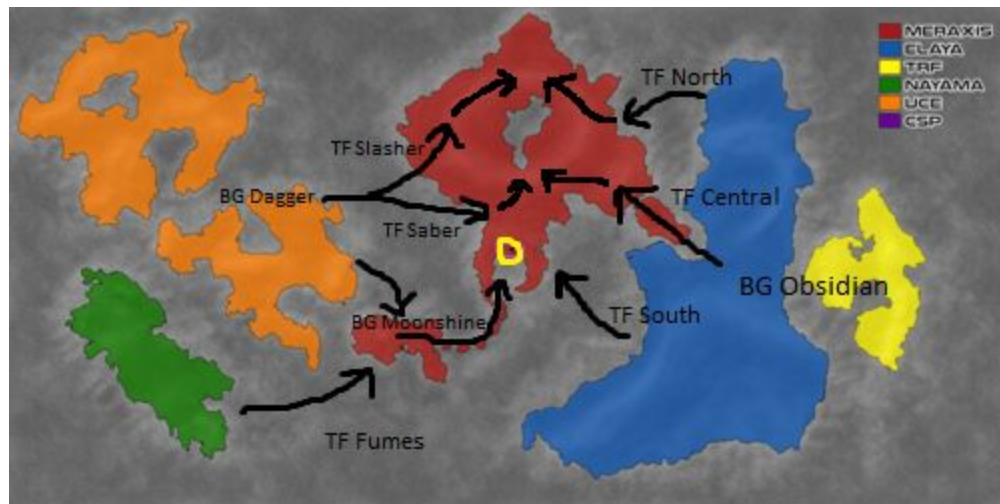 MERAXIS
ELAYA
TRF
NAYAMA
UCE
CSP
TF North
TF Slasher
BG Dagger
TF Central
TF Saber
BG Obsidian
BG Moonshine
TF South
TF Fumes